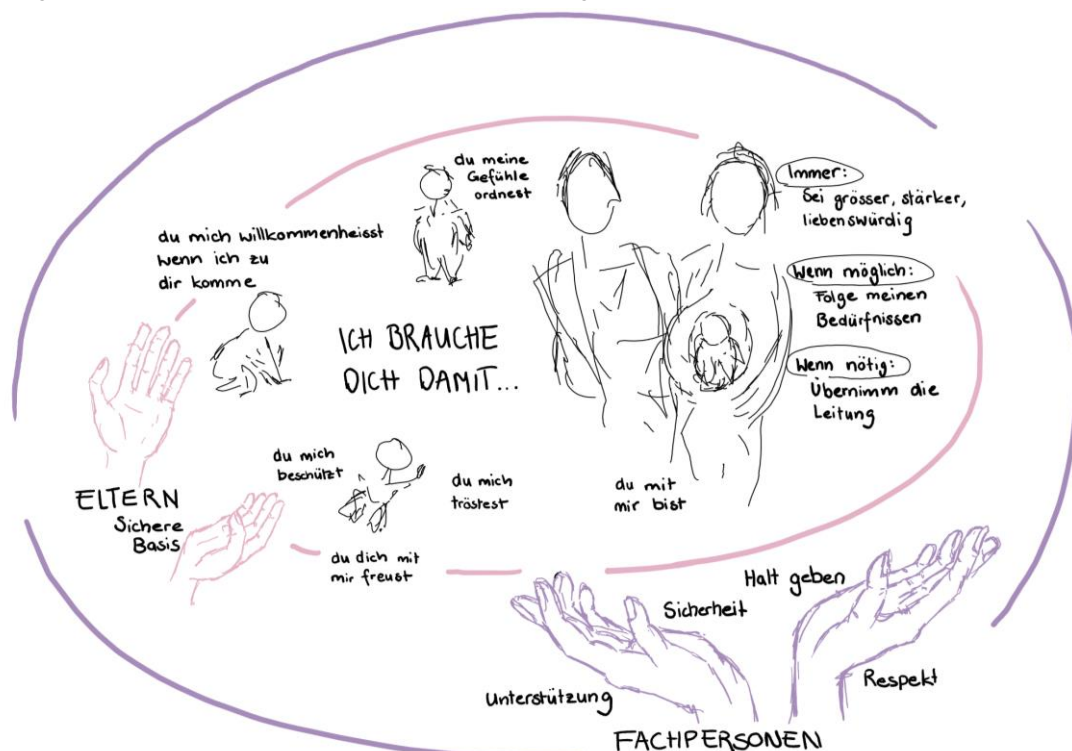 du meine
Gefühle
ordnest
du mich willkommenheisst
wenn ich zu
dir komme
ICH BRAUCHE
DICH DAMIT...
Immer:
Sei grösser, stärker,
liebenswürdig
Wenn möglich:
Folge meinen
Bedürfnissen
Wenn nötig:
Übernimm die
Leitung
du mich
beschützt
du mich
tröstest
du mit
mir bist
ELTERN
Sichere
Basis
du dich mit
mir freust
Halt geben
Sicherheit
Unterstützung
Respekt
FACHPERSONEN